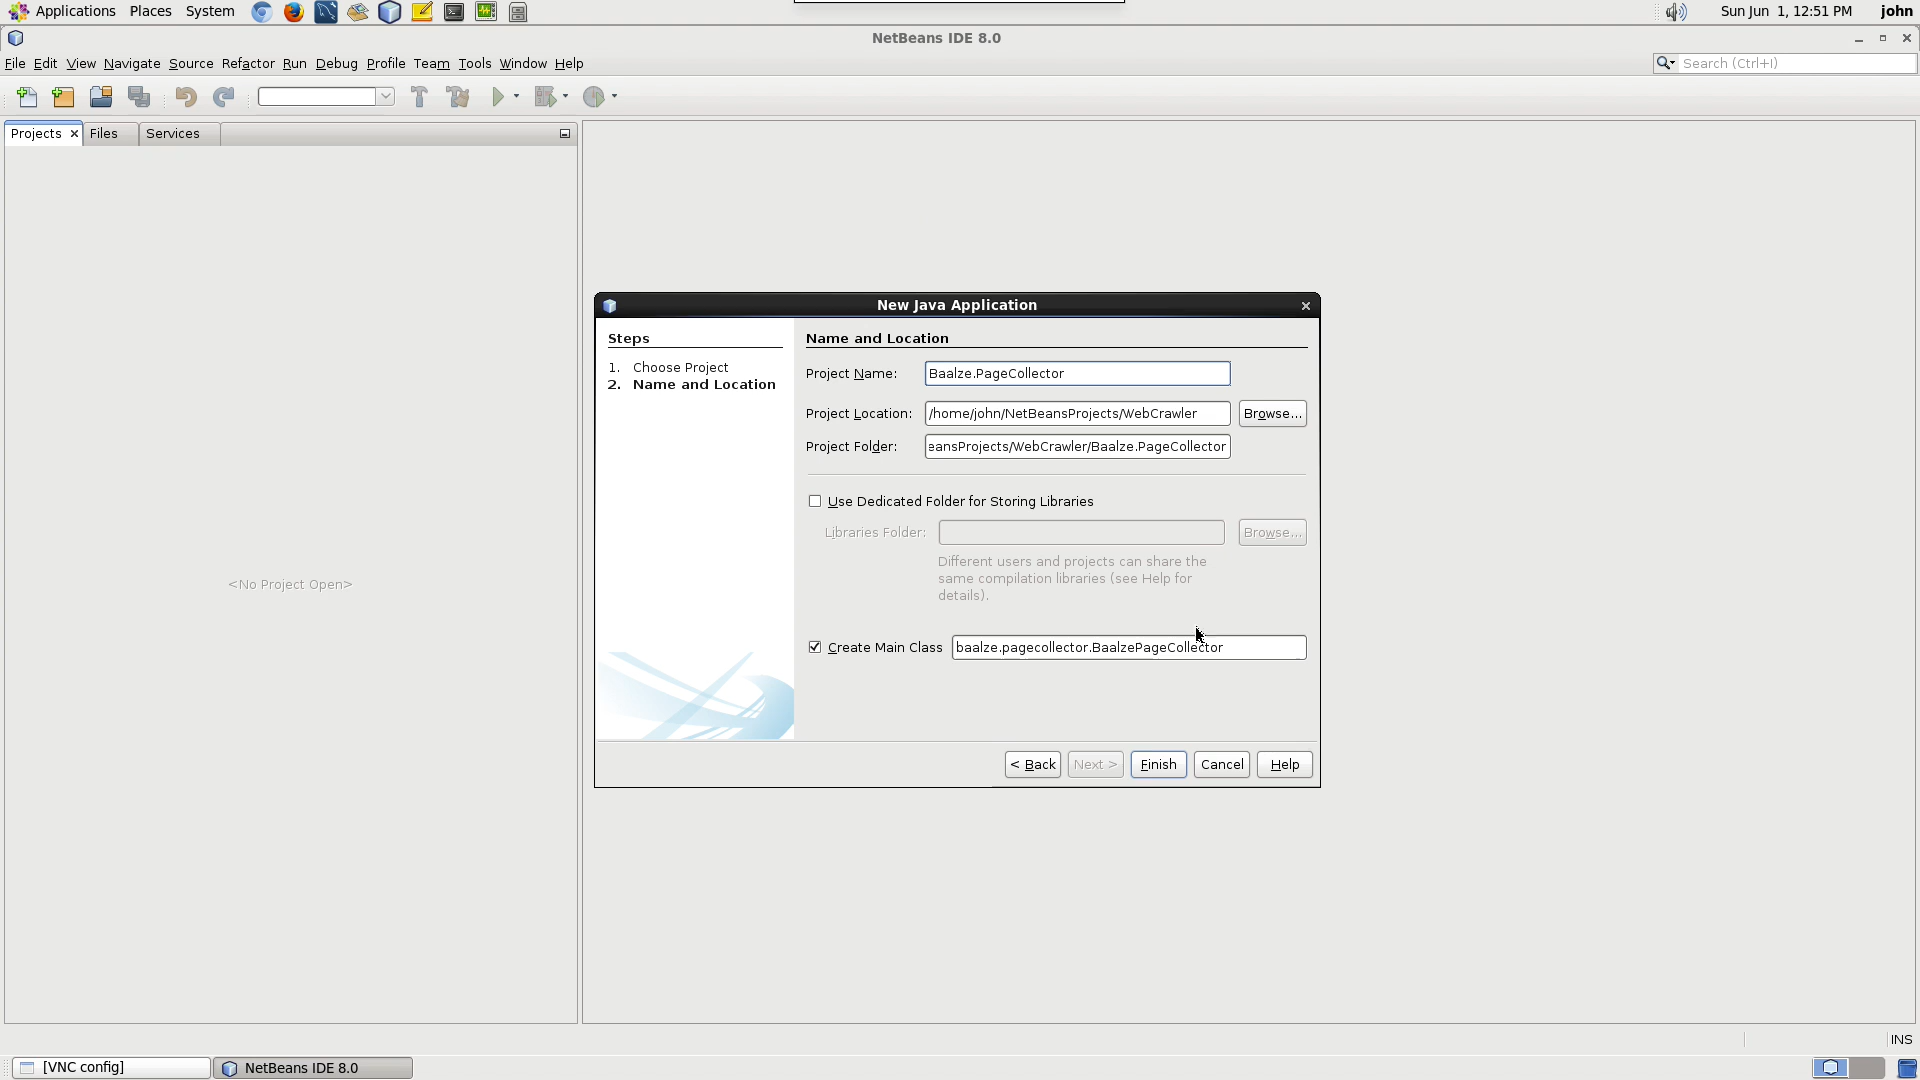 Applications Places System Sun Jun 1, 12:51 PM john
NetBeans IDE 8.0
File Edit View Navigate Source Refactor Run Debug Profile Team Tools Window Help Search (Ctrl+I)
Projects Files Services
<No Project Open>
New Java Application
Steps
1. Choose Project
2. Name and Location
Name and Location
Project Name: Baalze.PageCollector
Project Location: /home/john/NetBeansProjects/WebCrawler Browse...
Project Folder: eansProjects/WebCrawler/Baalze.PageCollector
Use Dedicated Folder for Storing Libraries
Libraries Folder: Browse...
Different users and projects can share the
same compilation libraries (see Help for
details).
Create Main Class baalze.pagecollector.BaalzePageCollector
< Back Next > Finish Cancel Help
INS
[VNC config] NetBeans IDE 8.0